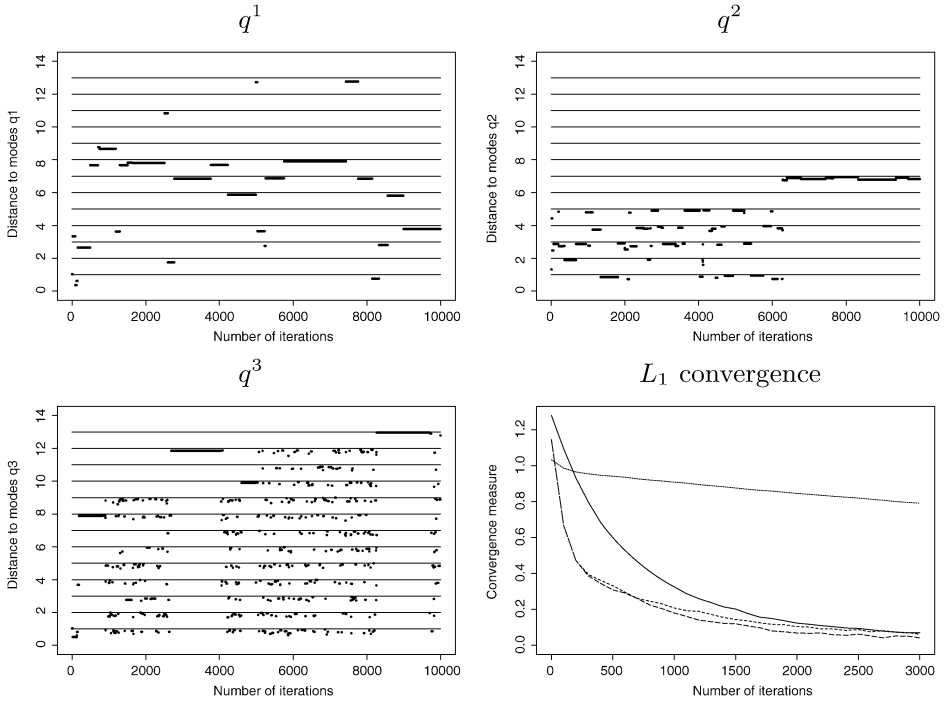 q¹ q²
Distance to modes q1
14
12
10
8
6
4
2
0
0 2000 4000 6000 8000 10000
Number of iterations
Distance to modes q2
14
12
10
8
6
4
2
0
0 2000 4000 6000 8000 10000
Number of iterations
q³ L₁ convergence
Distance to modes q3
14
12
10
8
6
4
2
0
0 2000 4000 6000 8000 10000
Number of iterations
Convergence measure
1.2
1.0
0.8
0.6
0.4
0.2
0.0
0 500 1000 1500 2000 2500 3000
Number of iterations